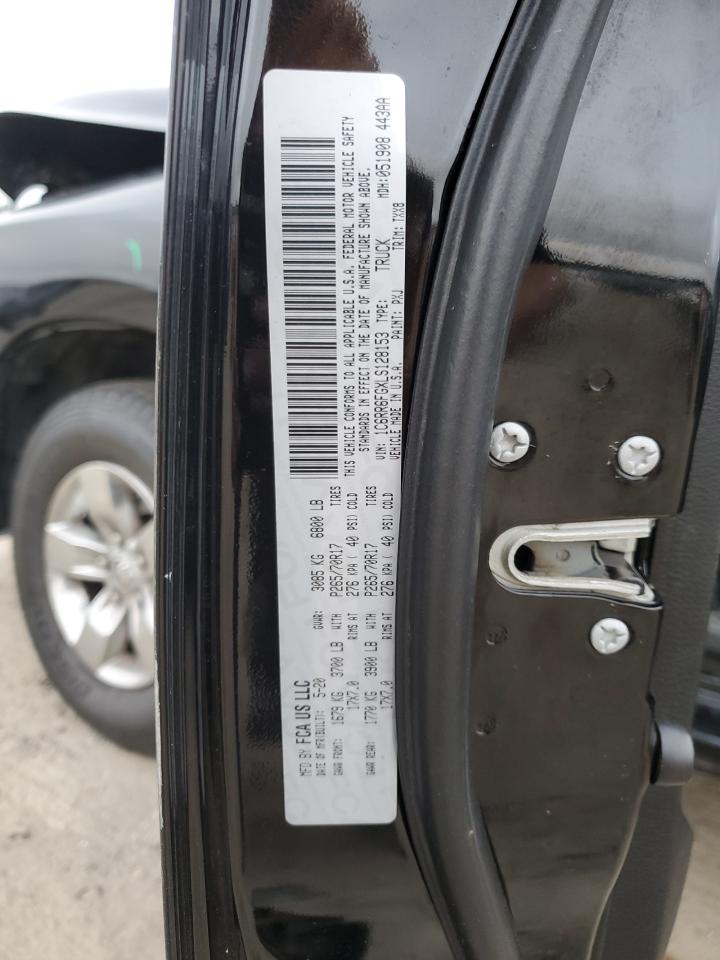 MFD BY FCA US LLC
DATE OF MFR(BUILT): 5-20 GVWR: 3085 KG 6800 LB
GAWR FRONT: 1679 KG 3700 LB WITH P265/70R17 TIRES
17X7.0 RIMS AT 276 KPA ( 40 PSI) COLD
GAWR REAR: 1770 KG 3900 LB WITH P265/70R17 TIRES
17X7.0 RIMS AT 276 KPA ( 40 PSI) COLD
THIS VEHICLE CONFORMS TO ALL APPLICABLE U.S.A. FEDERAL MOTOR VEHICLE SAFETY
STANDARDS IN EFFECT ON THE DATE OF MANUFACTURE SHOWN ABOVE.
VIN: 1C6RR6FGXLS128153 TYPE: TRUCK MDH:051908 443AA
VEHICLE MADE IN U.S.A. PAINT: PXJ TRIM: TXX8